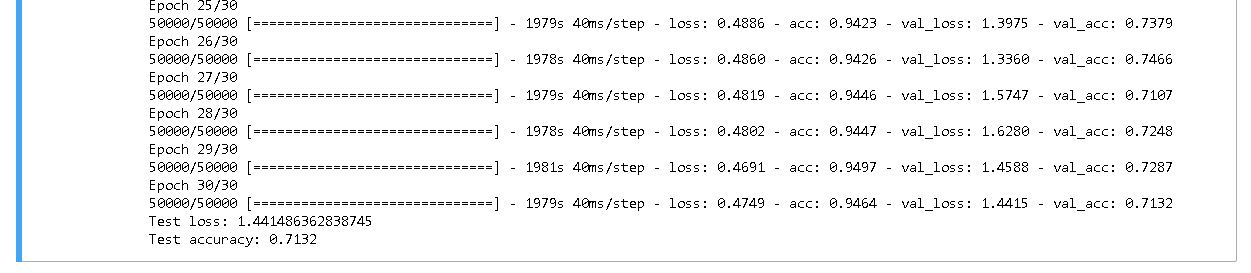 Epoch 25/30
50000/50000 [==============================] - 1979s 40ms/step - loss: 0.4886 - acc: 0.9423 - val_loss: 1.3975 - val_acc: 0.7379
Epoch 26/30
50000/50000 [==============================] - 1978s 40ms/step - loss: 0.4860 - acc: 0.9426 - val_loss: 1.3360 - val_acc: 0.7466
Epoch 27/30
50000/50000 [==============================] - 1979s 40ms/step - loss: 0.4819 - acc: 0.9446 - val_loss: 1.5747 - val_acc: 0.7107
Epoch 28/30
50000/50000 [==============================] - 1978s 40ms/step - loss: 0.4802 - acc: 0.9447 - val_loss: 1.6280 - val_acc: 0.7248
Epoch 29/30
50000/50000 [==============================] - 1981s 40ms/step - loss: 0.4691 - acc: 0.9497 - val_loss: 1.4588 - val_acc: 0.7287
Epoch 30/30
50000/50000 [==============================] - 1979s 40ms/step - loss: 0.4749 - acc: 0.9464 - val_loss: 1.4415 - val_acc: 0.7132
Test loss: 1.441486362838745
Test accuracy: 0.7132